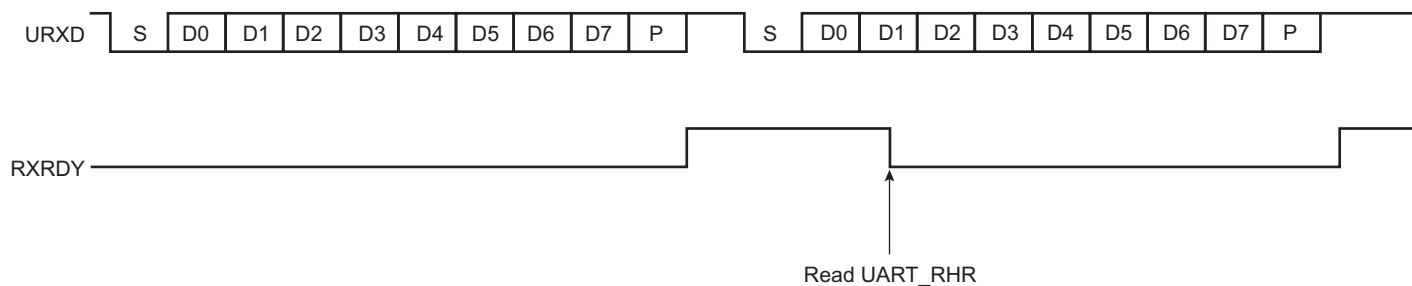 URXD S D0 D1 D2 D3 D4 D5 D6 D7 P S D0 D1 D2 D3 D4 D5 D6 D7 P
RXRDY
Read UART_RHR